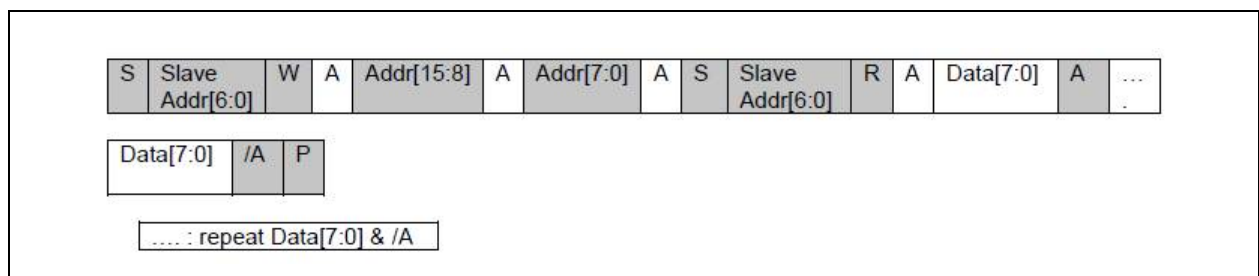 S Slave W A Addr[15:8] A Addr[7:0] A S Slave R A Data[7:0] A ...
Addr[6:0] Addr[6:0] .
Data[7:0] /A P
.... : repeat Data[7:0] & /A